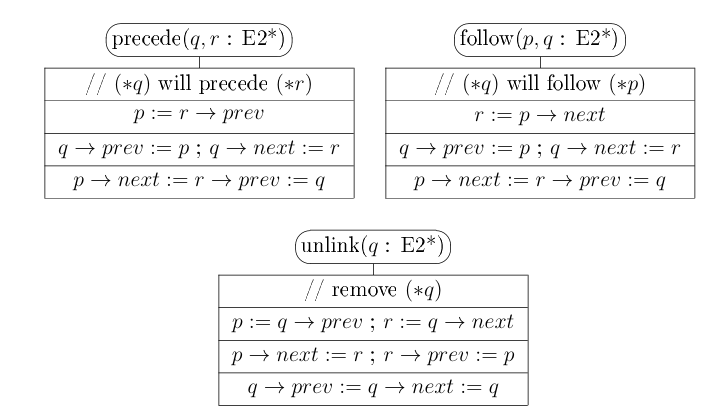 precede(q, r : E2*)
// (∗q) will precede (∗r)
p := r → prev
q → prev := p ; q → next := r
p → next := r → prev := q
follow(p, q : E2*)
// (∗q) will follow (∗p)
r := p → next
q → prev := p ; q → next := r
p → next := r → prev := q
unlink(q : E2*)
// remove (∗q)
p := q → prev ; r := q → next
p → next := r ; r → prev := p
q → prev := q → next := q